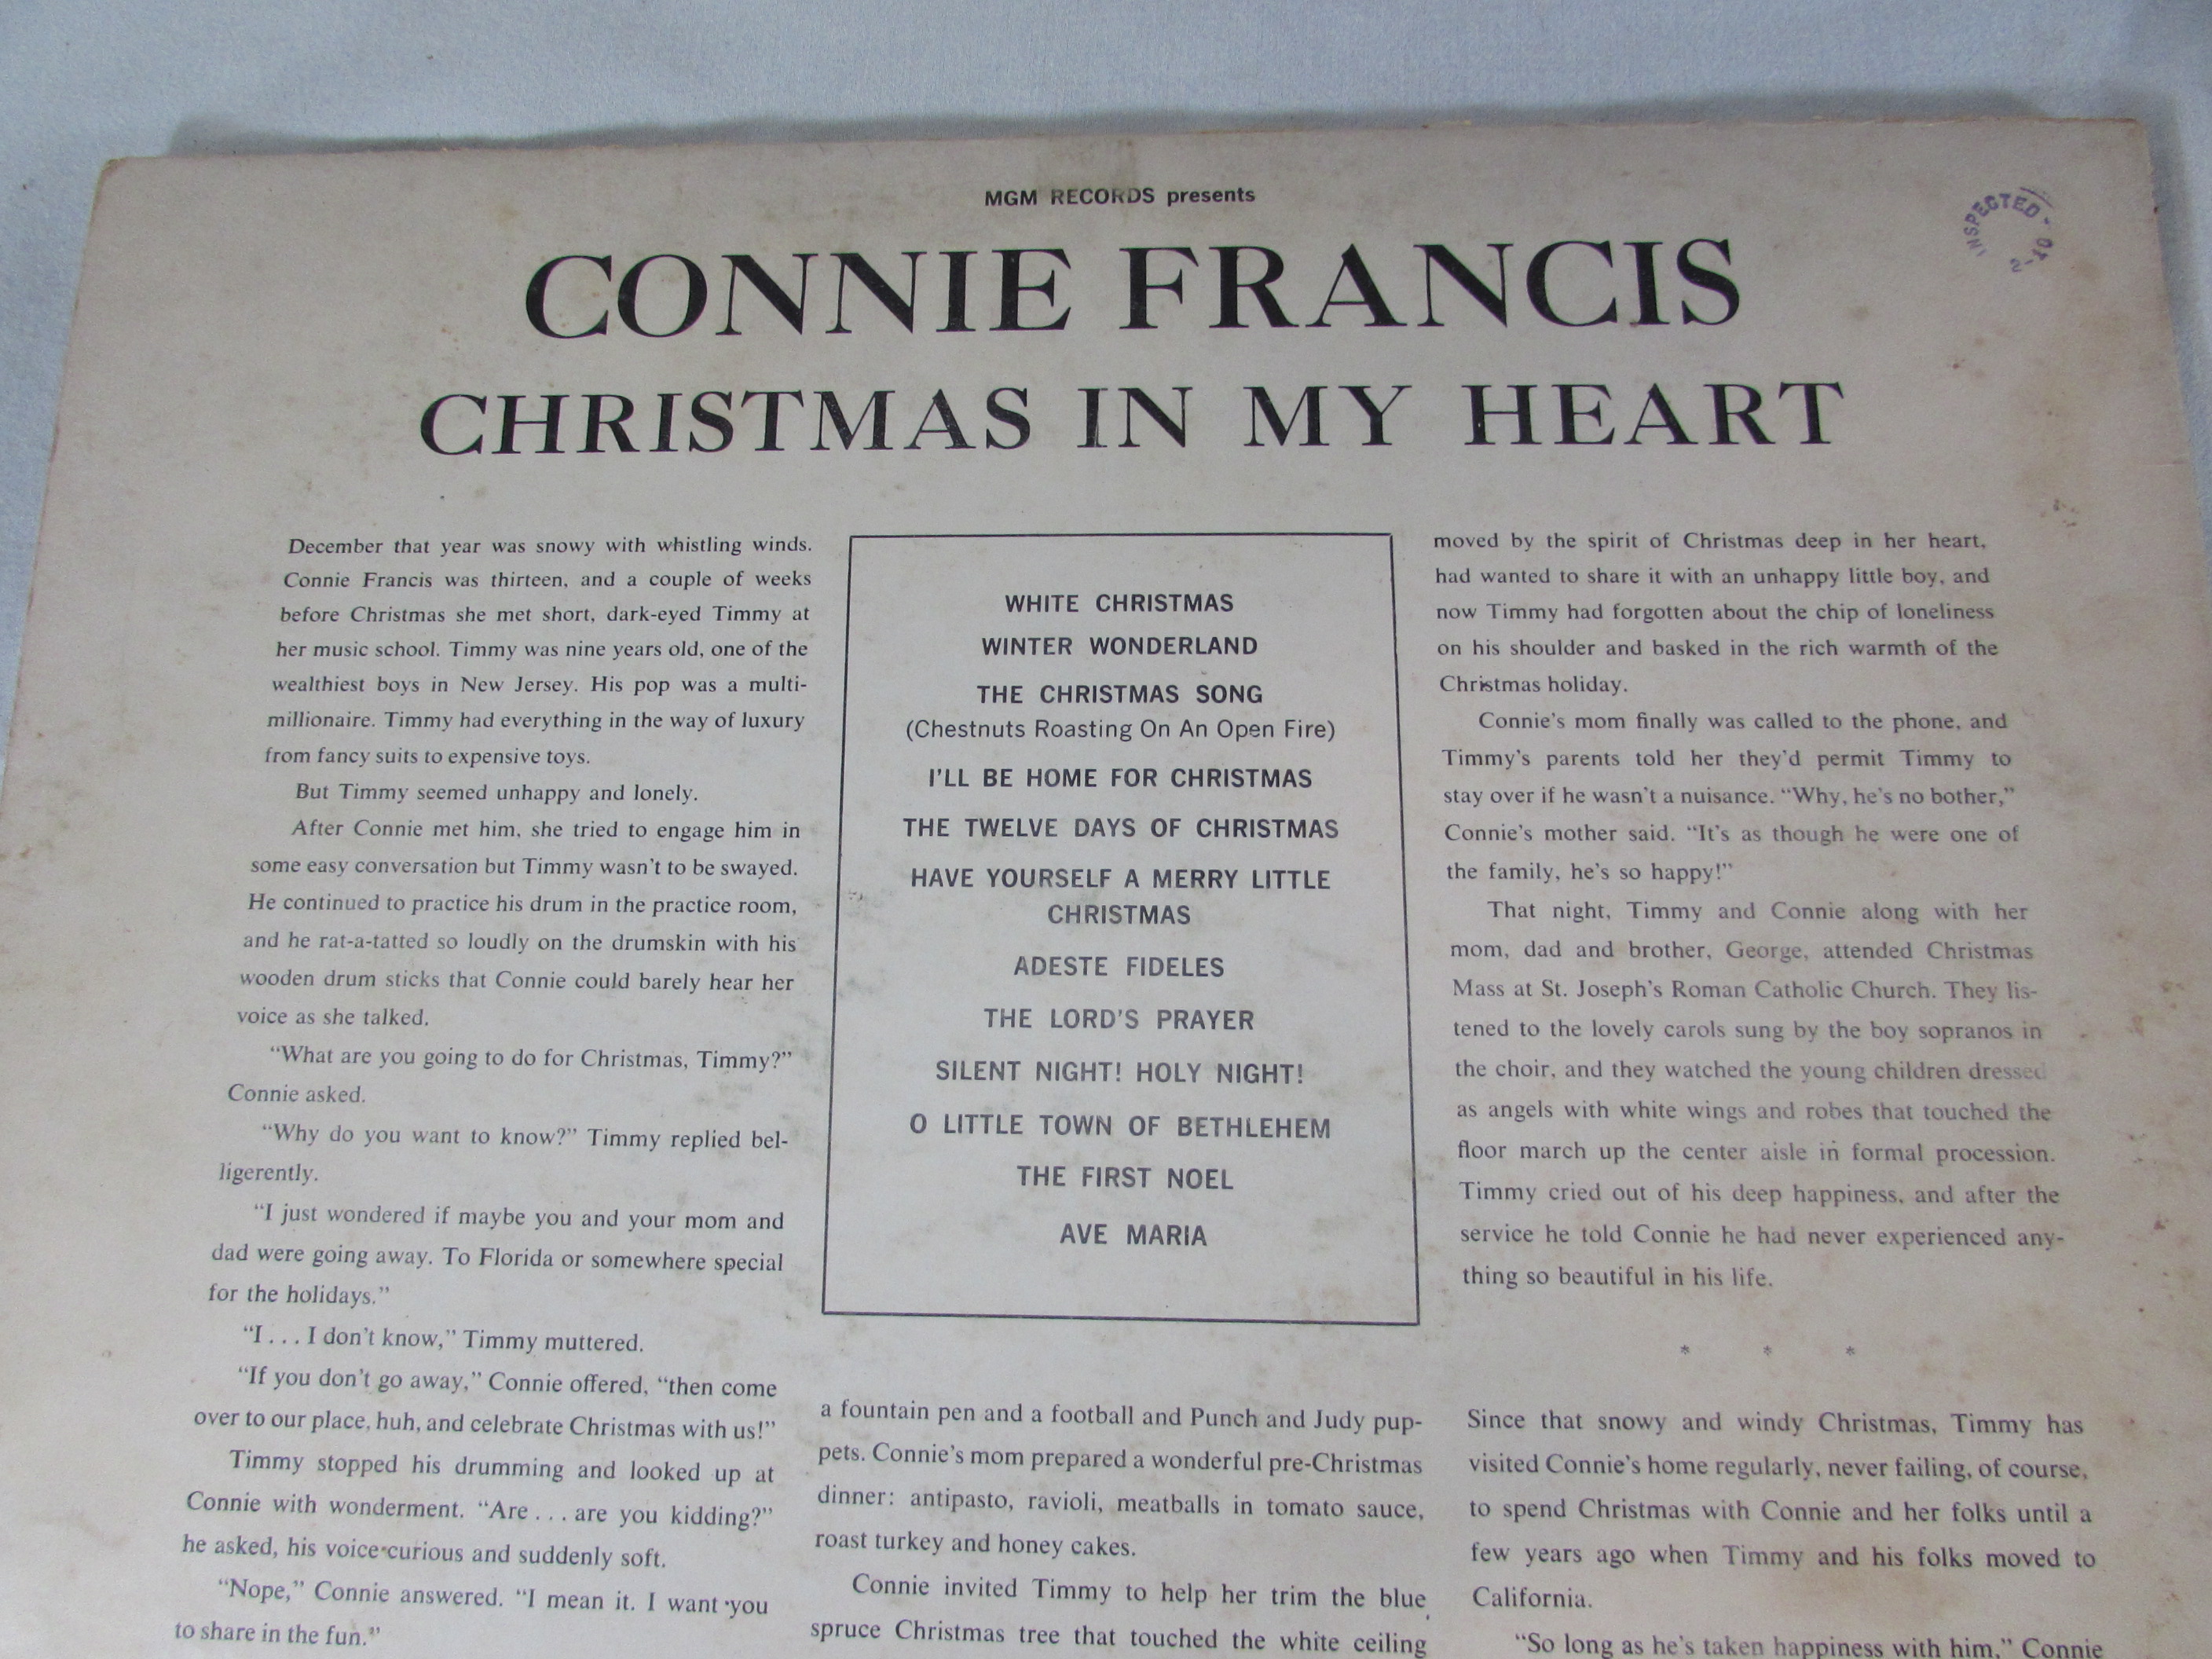 MGM RECORDS presents
CONNIE FRANCIS
CHRISTMAS IN MY HEART
INSPECTED - 10
2-
December that year was snowy with whistling winds.
Connie Francis was thirteen, and a couple of weeks
before Christmas she met short, dark-eyed Timmy at
her music school. Timmy was nine years old, one of the
wealthiest boys in New Jersey. His pop was a multi-
millionaire. Timmy had everything in the way of luxury
from fancy suits to expensive toys.
But Timmy seemed unhappy and lonely.
After Connie met him, she tried to engage him in
some easy conversation but Timmy wasn't to be swayed.
He continued to practice his drum in the practice room,
and he rat-a-tatted so loudly on the drumskin with his
wooden drum sticks that Connie could barely hear her
voice as she talked.
“What are you going to do for Christmas, Timmy?”
Connie asked.
“Why do you want to know?” Timmy replied bel-
ligerently.
“I just wondered if maybe you and your mom and
dad were going away. To Florida or somewhere special
for the holidays.”
“I . . . I don't know,” Timmy muttered.
“If you don't go away,” Connie offered, “then come
over to our place, huh, and celebrate Christmas with us!”
Timmy stopped his drumming and looked up at
Connie with wonderment. “Are . . . are you kidding?”
he asked, his voice curious and suddenly soft.
“Nope,” Connie answered. “I mean it. I want you
to share in the fun.”
WHITE CHRISTMAS
WINTER WONDERLAND
THE CHRISTMAS SONG
(Chestnuts Roasting On An Open Fire)
I'LL BE HOME FOR CHRISTMAS
THE TWELVE DAYS OF CHRISTMAS
HAVE YOURSELF A MERRY LITTLE
CHRISTMAS
ADESTE FIDELES
THE LORD'S PRAYER
SILENT NIGHT! HOLY NIGHT!
O LITTLE TOWN OF BETHLEHEM
THE FIRST NOEL
AVE MARIA
a fountain pen and a football and Punch and Judy pup-
pets. Connie's mom prepared a wonderful pre-Christmas
dinner: antipasto, ravioli, meatballs in tomato sauce,
roast turkey and honey cakes.
Connie invited Timmy to help her trim the blue
spruce Christmas tree that touched the white ceiling
moved by the spirit of Christmas deep in her heart,
had wanted to share it with an unhappy little boy, and
now Timmy had forgotten about the chip of loneliness
on his shoulder and basked in the rich warmth of the
Christmas holiday.
Connie's mom finally was called to the phone, and
Timmy's parents told her they'd permit Timmy to
stay over if he wasn't a nuisance. “Why, he's no bother,”
Connie's mother said. “It's as though he were one of
the family, he's so happy!”
That night, Timmy and Connie along with her
mom, dad and brother, George, attended Christmas
Mass at St. Joseph's Roman Catholic Church. They lis-
tened to the lovely carols sung by the boy sopranos in
the choir, and they watched the young children dressed
as angels with white wings and robes that touched the
floor march up the center aisle in formal procession.
Timmy cried out of his deep happiness, and after the
service he told Connie he had never experienced any-
thing so beautiful in his life.
* * *
Since that snowy and windy Christmas, Timmy has
visited Connie's home regularly, never failing, of course,
to spend Christmas with Connie and her folks until a
few years ago when Timmy and his folks moved to
California.
“So long as he's taken happiness with him,” Connie